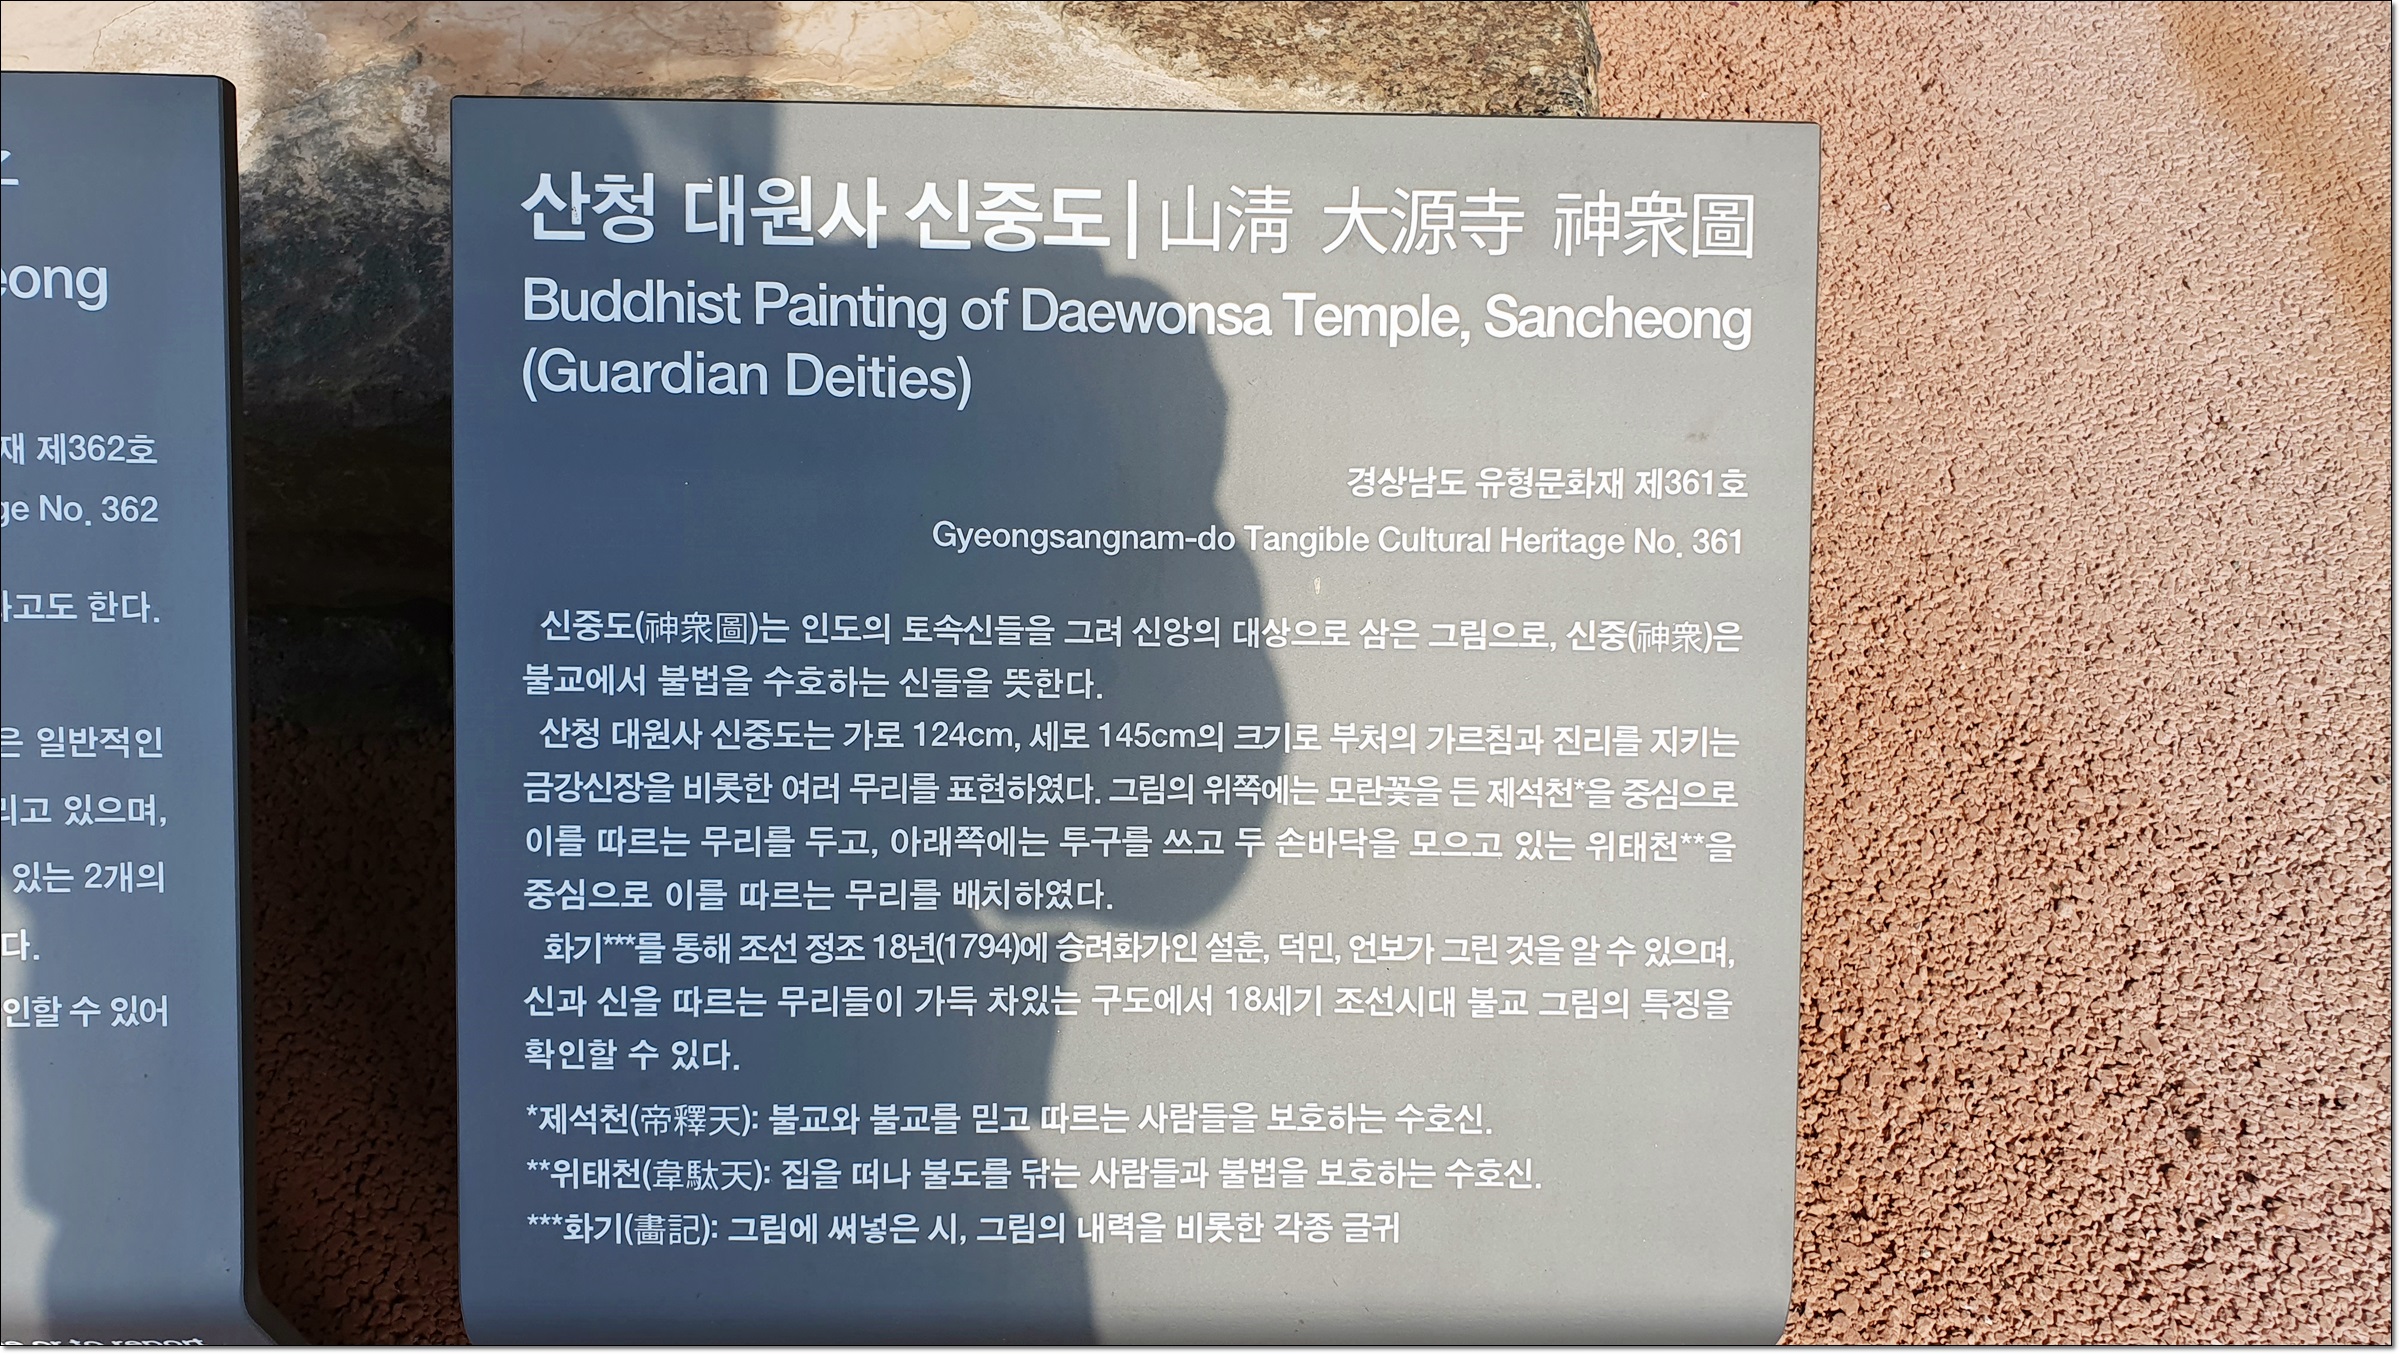 eong
재 제362호
ge No. 362
고도 한다.
은 일반적인
리고 있으며,
있는 2개의
다.
인할 수 있어
산청 대원사 신중도 | 山淸 大源寺 神衆圖
Buddhist Painting of Daewonsa Temple, Sancheong
(Guardian Deities)
경상남도 유형문화재 제361호
Gyeongsangnam-do Tangible Cultural Heritage No. 361
신중도(神衆圖)는 인도의 토속신들을 그려 신앙의 대상으로 삼은 그림으로, 신중(神衆)은
불교에서 불법을 수호하는 신들을 뜻한다.
산청 대원사 신중도는 가로 124cm, 세로 145cm의 크기로 부처의 가르침과 진리를 지키는
금강신장을 비롯한 여러 무리를 표현하였다. 그림의 위쪽에는 모란꽃을 든 제석천*을 중심으로
이를 따르는 무리를 두고, 아래쪽에는 투구를 쓰고 두 손바닥을 모으고 있는 위태천**을
중심으로 이를 따르는 무리를 배치하였다.
화기***를 통해 조선 정조 18년(1794)에 승려화가인 설훈, 덕민, 언보가 그린 것을 알 수 있으며,
신과 신을 따르는 무리들이 가득 차있는 구도에서 18세기 조선시대 불교 그림의 특징을
확인할 수 있다.
*제석천(帝釋天): 불교와 불교를 믿고 따르는 사람들을 보호하는 수호신.
**위태천(韋駄天): 집을 떠나 불도를 닦는 사람들과 불법을 보호하는 수호신.
***화기(畵記): 그림에 써넣은 시, 그림의 내력을 비롯한 각종 글귀